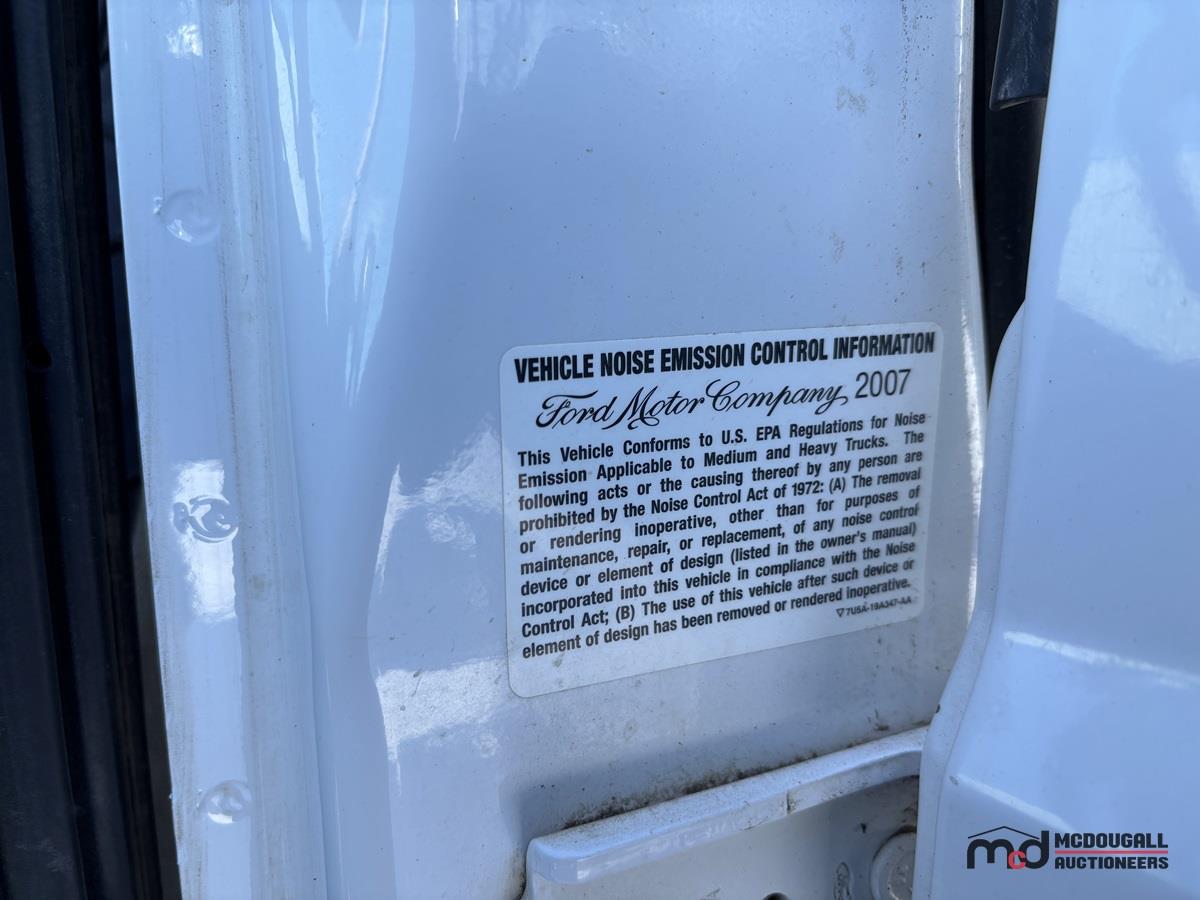 VEHICLE NOISE EMISSION CONTROL INFORMATION
Ford Motor Company 2007
This Vehicle Conforms to U.S. EPA Regulations for Noise
Emission Applicable to Medium and Heavy Trucks. The
following acts or the causing thereof by any person are
prohibited by the Noise Control Act of 1972: (A) The removal
or rendering inoperative, other than for purposes of
maintenance, repair, or replacement, of any noise control
device or element of design (listed in the owner's manual)
incorporated into this vehicle in compliance with the Noise
Control Act; (B) The use of this vehicle after such device or
element of design has been removed or rendered inoperative.
7U5A-19A347-AA
mcd MCDOUGALL
AUCTIONEERS